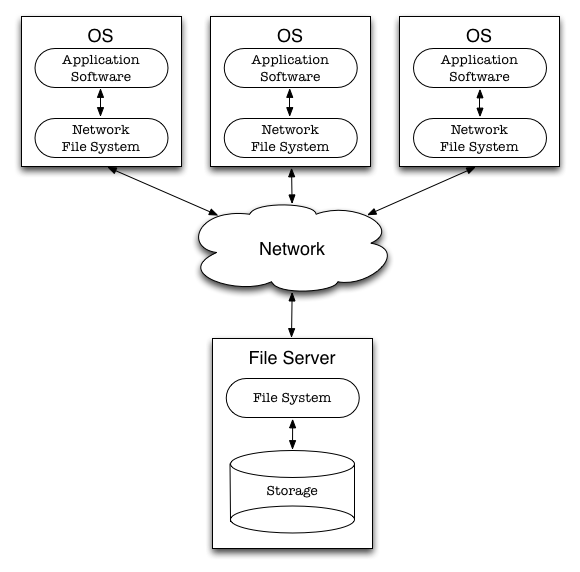 OS
Application
Software
Network
File System
OS
Application
Software
Network
File System
OS
Application
Software
Network
File System
Network
File Server
File System
Storage